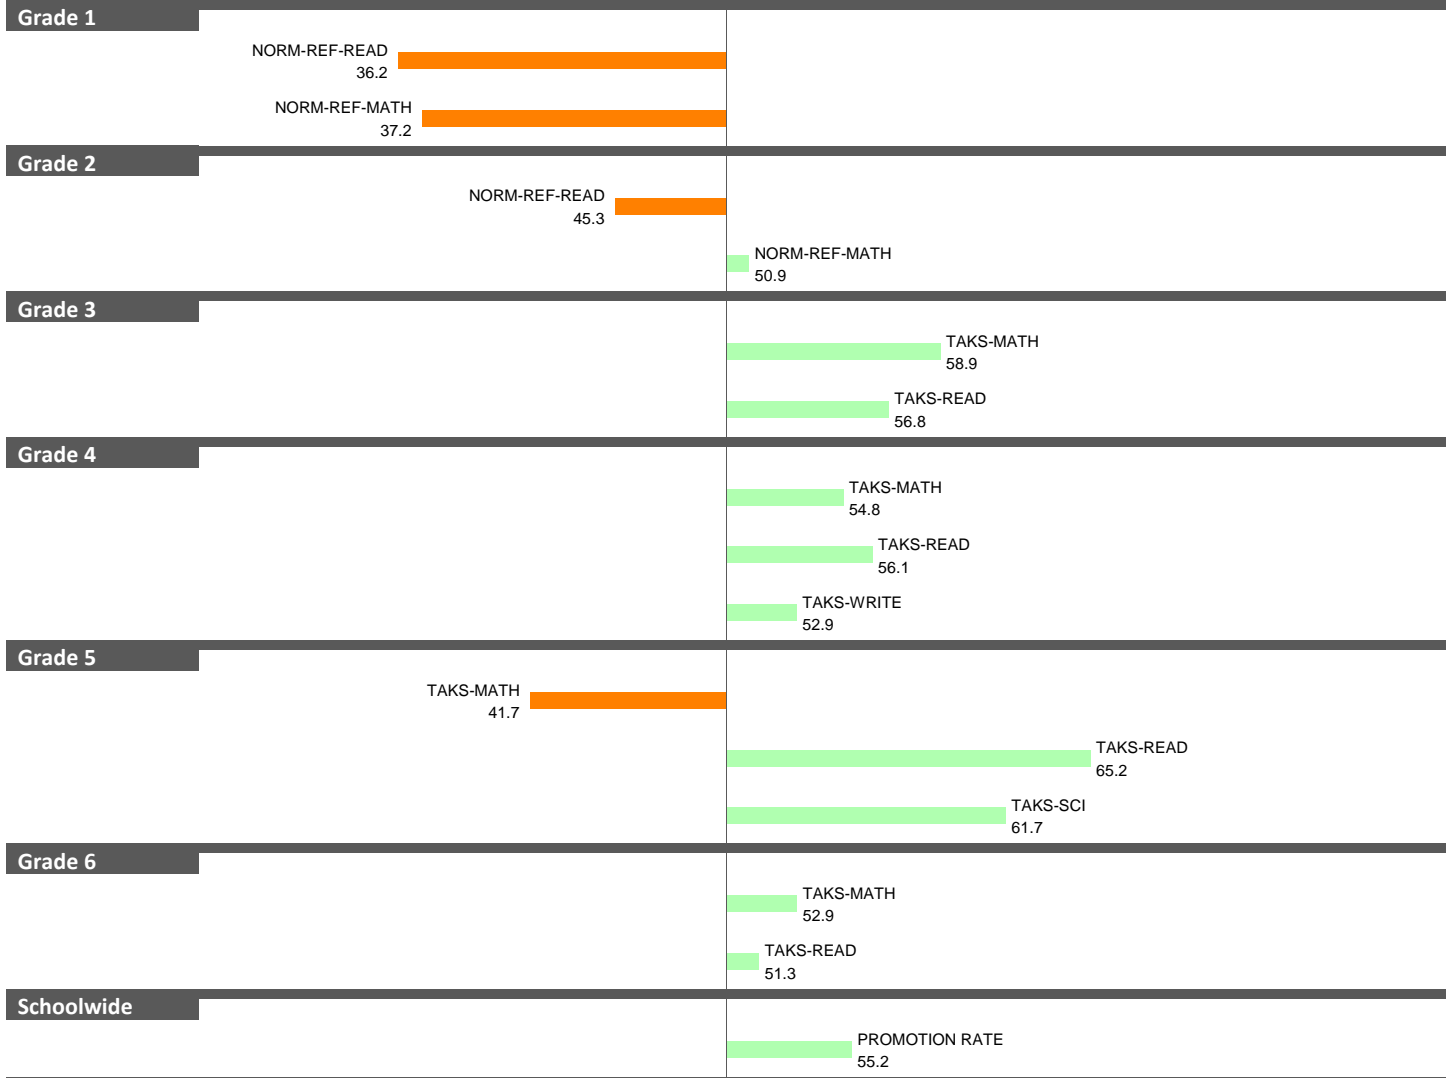 Grade 1
NORM-REF-READ
36.2
NORM-REF-MATH
37.2
Grade 2
NORM-REF-READ
45.3
NORM-REF-MATH
50.9
Grade 3
TAKS-MATH
58.9
TAKS-READ
56.8
Grade 4
TAKS-MATH
54.8
TAKS-READ
56.1
TAKS-WRITE
52.9
Grade 5
TAKS-MATH
41.7
TAKS-READ
65.2
TAKS-SCI
61.7
Grade 6
TAKS-MATH
52.9
TAKS-READ
51.3
Schoolwide
PROMOTION RATE
55.2